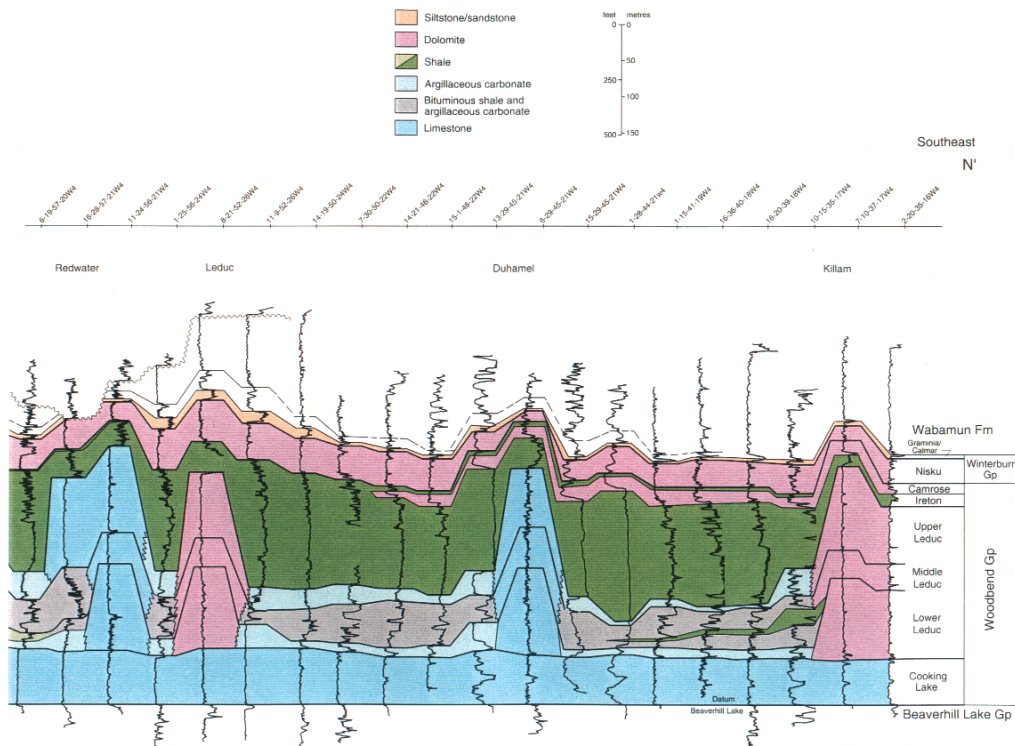 Siltstone/sandstone
Dolomite
Shale
Argillaceous carbonate
Bituminous shale and
argillaceous carbonate
Limestone
feet metres
0 0
50
250
100
500 150
Southeast
N'
6-19-57-20W4
16-28-57-21W4
11-24-56-21W4
1-25-56-24W4
8-21-52-26W4
11-9-52-26W4
14-19-50-24W4
7-30-50-22W4
14-21-46-22W4
15-1-46-22W4
13-29-45-21W4
6-29-45-21W4
15-29-45-21W4
1-28-44-21w4
1-15-41-19W4
16-36-40-18W4
16-20-39-18W4
10-15-35-17W4
7-10-37-17W4
2-20-35-16W4
Redwater
Leduc
Duhamel
Killam
Wabamun Fm
Graminia/
Calmar
Winterburn
Gp
Nisku
Camrose
Ireton
Upper
Leduc
Middle
Leduc
Lower
Leduc
Woodbend Gp
Cooking
Lake
Datum
Beaverhill Lake
Beaverhill Lake Gp